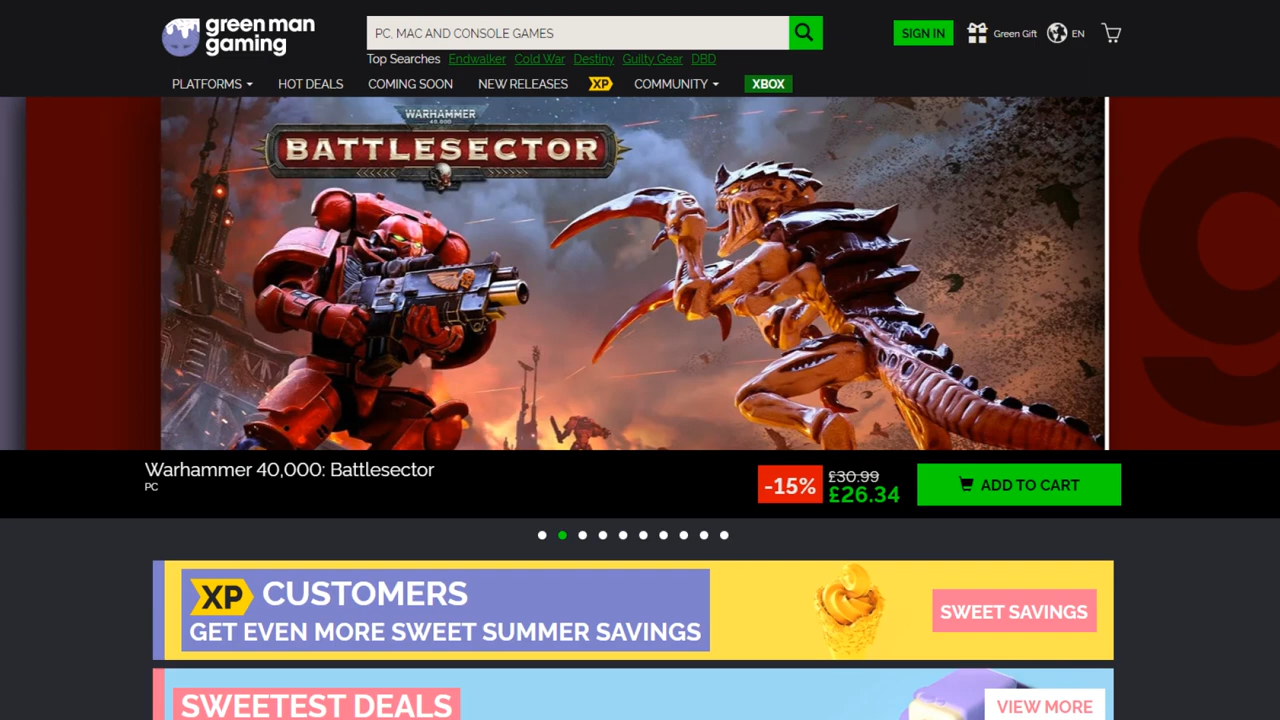 green man
gaming
PC, MAC AND CONSOLE GAMES
Top Searches Endwalker Cold War Destiny Guilty Gear DBD
SIGN IN
Green Gift
EN
PLATFORMS HOT DEALS COMING SOON NEW RELEASES XP COMMUNITY XBOX
WARHAMMER
40,000
BATTLESECTOR
Warhammer 40,000: Battlesector
PC
-15%
£30.99
£26.34
ADD TO CART
XP CUSTOMERS
GET EVEN MORE SWEET SUMMER SAVINGS
SWEET SAVINGS
SWEETEST DEALS
VIEW MORE